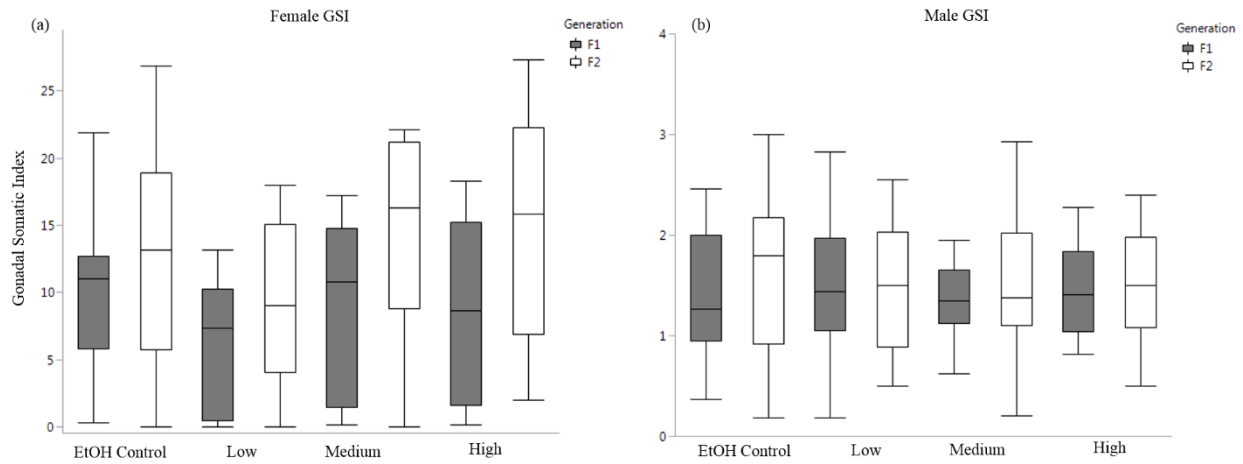 (a)
Female GSI
Generation
F1
F2
Gonadal Somatic Index
25
20
15
10
5
0
EtOH Control Low Medium High
(b)
Male GSI
Generation
F1
F2
4
3
2
1
0
EtOH Control Low Medium High